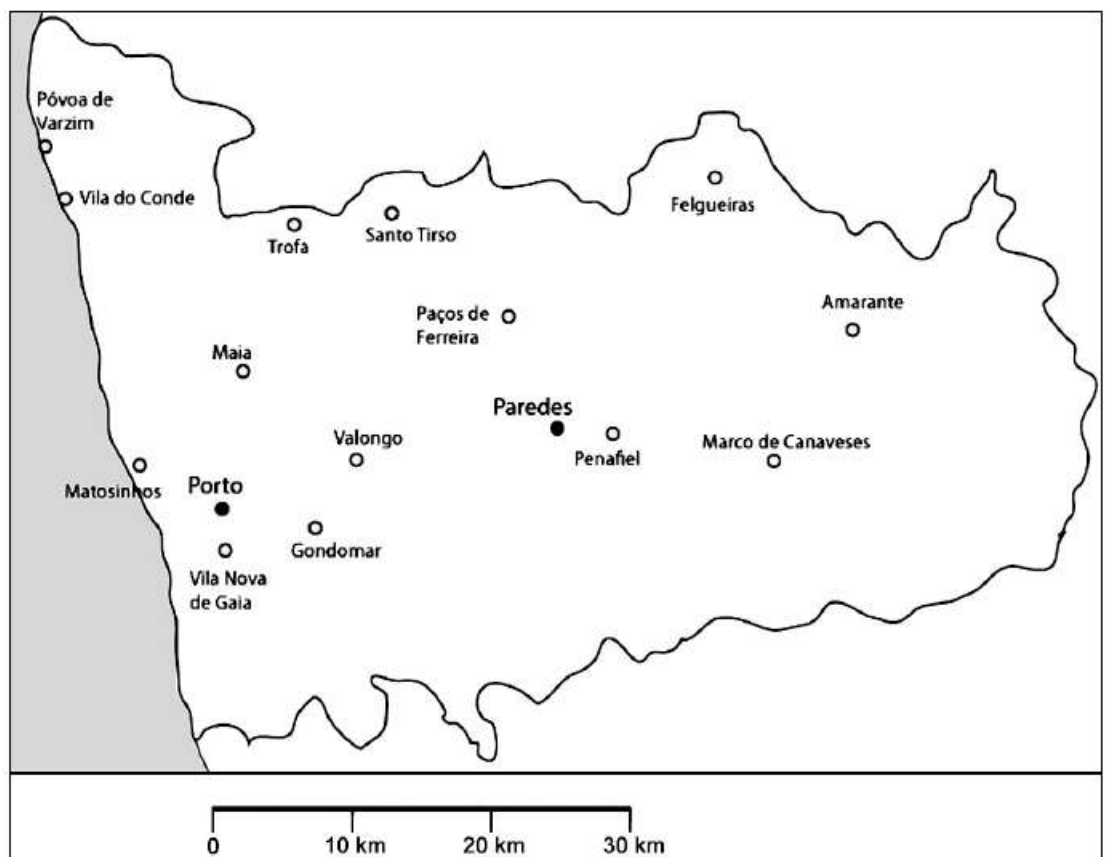 Póvoa de
Varzim
Vila do Conde
Felgueiras
Trofa
Santo Tirso
Amarante
Paços de
Ferreira
Maia
Paredes
Valongo
Penafiel
Marco de Canaveses
Matosinhos
Porto
Gondomar
Vila Nova
de Gaia
0 10 km 20 km 30 km